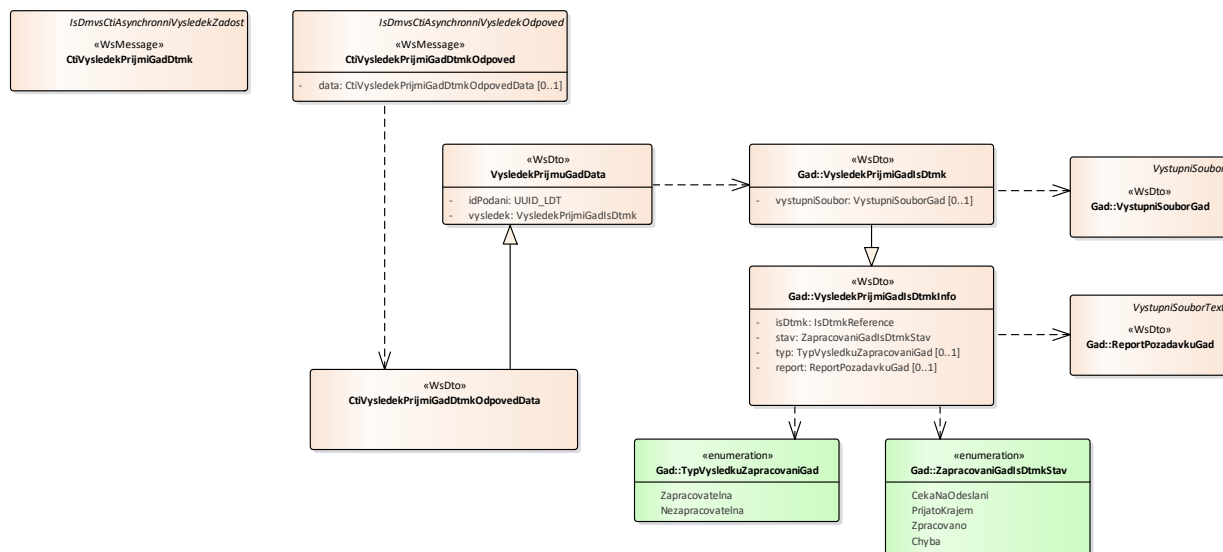 IsDmvsCtiAsynchronniVysledekZadost
«WsMessage»
CtiVysledekPrijmiGadDtmk
IsDmvsCtiAsynchronniVysledekOdpoved
«WsMessage»
CtiVysledekPrijmiGadDtmkOdpoved
- data: CtiVysledekPrijmiGadDtmkOdpovedData [0..1]
«WsDto»
VysledekPrijmuGadData
- idPodani: UUID_LDT
- vysledek: VysledekPrijmiGadIsDtmk
«WsDto»
Gad::VysledekPrijmiGadIsDtmk
- vystupniSoubor: VystupniSouborGad [0..1]
VystupniSoubor
«WsDto»
Gad::VystupniSouborGad
«WsDto»
Gad::VysledekPrijmiGadIsDtmkInfo
- isDtmk: IsDtmkReference
- stav: ZapracovaniGadIsDtmkStav
- typ: TypVysledkuZapracovaniGad [0..1]
- report: ReportPozadavkuGad [0..1]
VystupniSouborText
«WsDto»
Gad::ReportPozadavkuGad
«WsDto»
CtiVysledekPrijmiGadDtmkOdpovedData
«enumeration»
Gad::TypVysledkuZapracovaniGad
Zapracovatelna
Nezapracovatelna
«enumeration»
Gad::ZapracovaniGadIsDtmkStav
CekaNaOdeslani
PrijatoKrajem
Zpracovano
Chyba